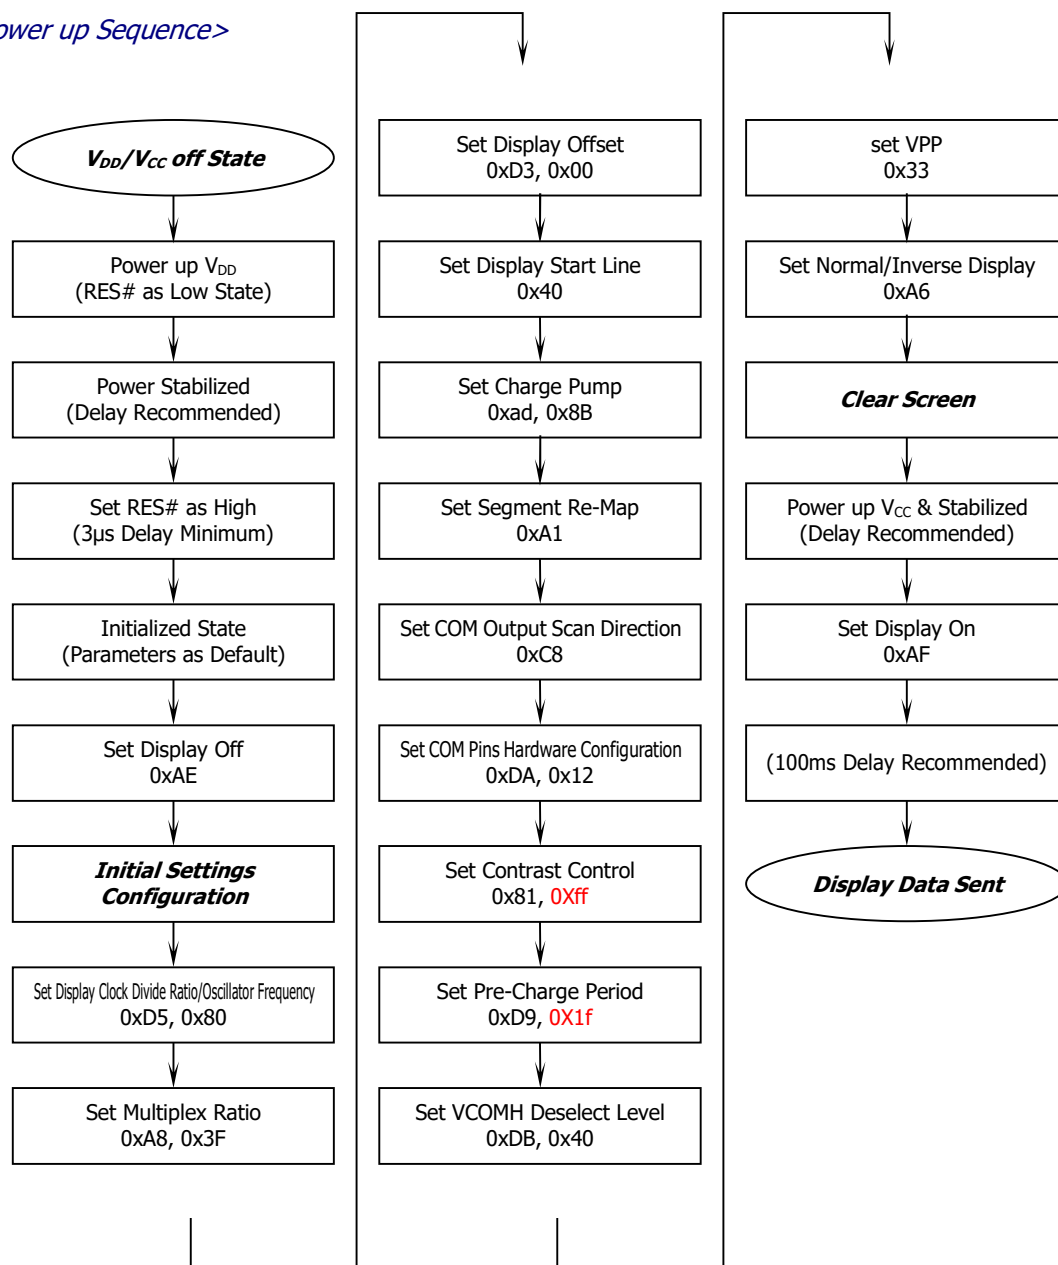 ower up Sequence>
VDD/VCC off State
Power up VDD
(RES# as Low State)
Power Stabilized
(Delay Recommended)
Set RES# as High
(3μs Delay Minimum)
Initialized State
(Parameters as Default)
Set Display Off
0xAE
Initial Settings
Configuration
Set Display Clock Divide Ratio/Oscillator Frequency
0xD5, 0x80
Set Multiplex Ratio
0xA8, 0x3F
Set Display Offset
0xD3, 0x00
Set Display Start Line
0x40
Set Charge Pump
0xad, 0x8B
Set Segment Re-Map
0xA1
Set COM Output Scan Direction
0xC8
Set COM Pins Hardware Configuration
0xDA, 0x12
Set Contrast Control
0x81, 0Xff
Set Pre-Charge Period
0xD9, 0X1f
Set VCOMH Deselect Level
0xDB, 0x40
set VPP
0x33
Set Normal/Inverse Display
0xA6
Clear Screen
Power up VCC & Stabilized
(Delay Recommended)
Set Display On
0xAF
(100ms Delay Recommended)
Display Data Sent